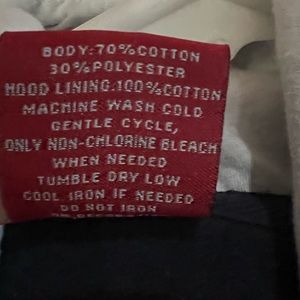 BODY:70%COTTON
30%POLYESTER
HOOD LINING:100%COTTON
MACHINE WASH COLD
GENTLE CYCLE,
ONLY NON-CHLORINE BLEACH
WHEN NEEDED
TUMBLE DRY LOW
COOL IRON IF NEEDED
DO NOT IRON